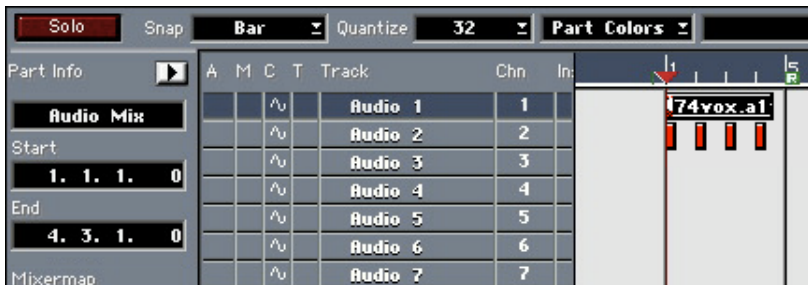 Solo Snap Bar Quantize 32 Part Colors
Part Info A M C T Track Chn In: 1 5
R
Audio Mix Audio 1 1 74vox.a1
Audio 2 2
Start Audio 3 3
1. 1. 1. 0 Audio 4 4
End Audio 5 5
4. 3. 1. 0 Audio 6 6
Mixermap Audio 7 7